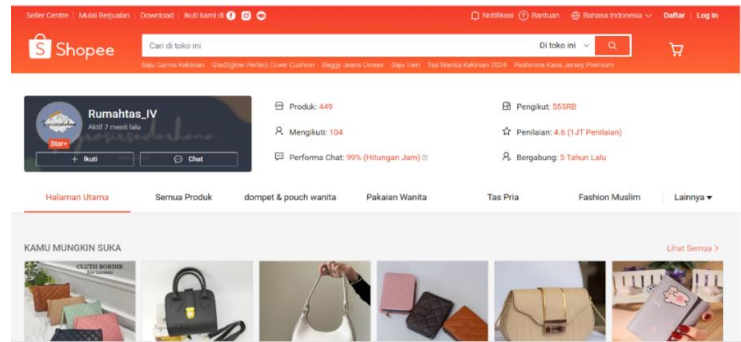 Seller Centre | Mulai Berjualan | Download | Ikuti kami di
Notifikasi Bantuan Bahasa Indonesia Daftar | Log In
Shopee
Cari di toko ini
Di toko ini
Baju Gamis Kekinian Glad2glow Perfect Cover Cushion Baggy Jeans Unisex Baju Tren Tas Wanita Kekinian 2024 Pashmina Kaos Jersey Premium
Rumahtas_IV
Aktif 7 menit lalu
Star+
+ Ikuti
Chat
Produk: 449
Pengikut: 555RB
Mengikuti: 104
Penilaian: 4.6 (1JT Penilaian)
Performa Chat: 99% (Hitungan Jam)
Bergabung: 5 Tahun Lalu
Halaman Utama Semua Produk dompet & pouch wanita Pakaian Wanita Tas Pria Fashion Muslim Lainnya
KAMU MUNGKIN SUKA
Lihat Semua >
CLUTH BORDIR